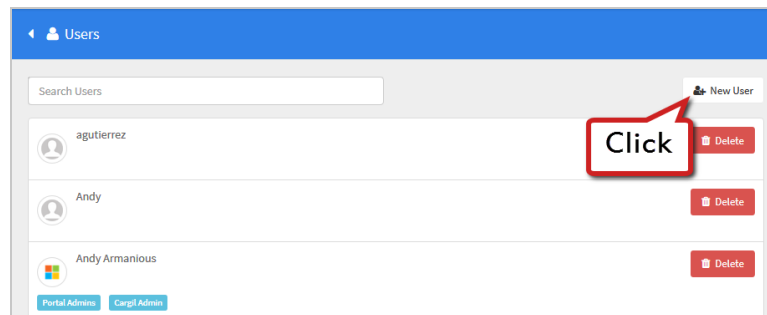 Users
Search Users
New User
Click
agutierrez
Delete
Andy
Delete
Andy Armanious
Delete
Portal Admins Cargil Admin